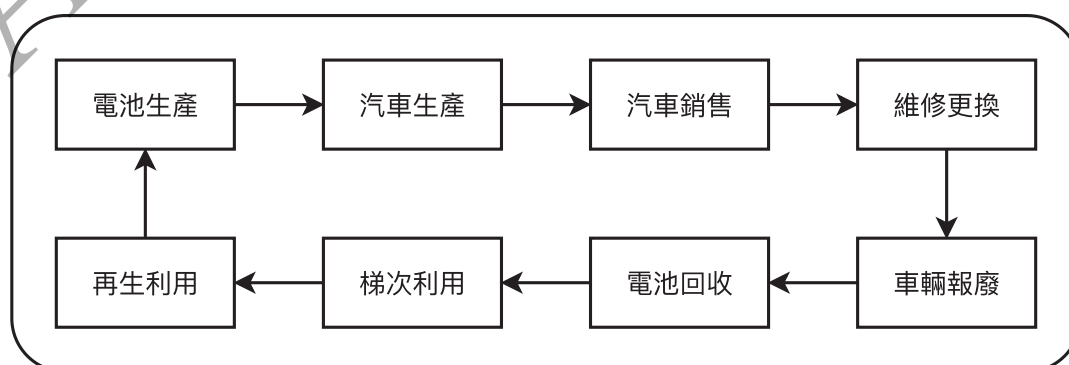 電池生產
汽車生產
汽車銷售
維修更換
再生利用
梯次利用
電池回收
車輛報廢